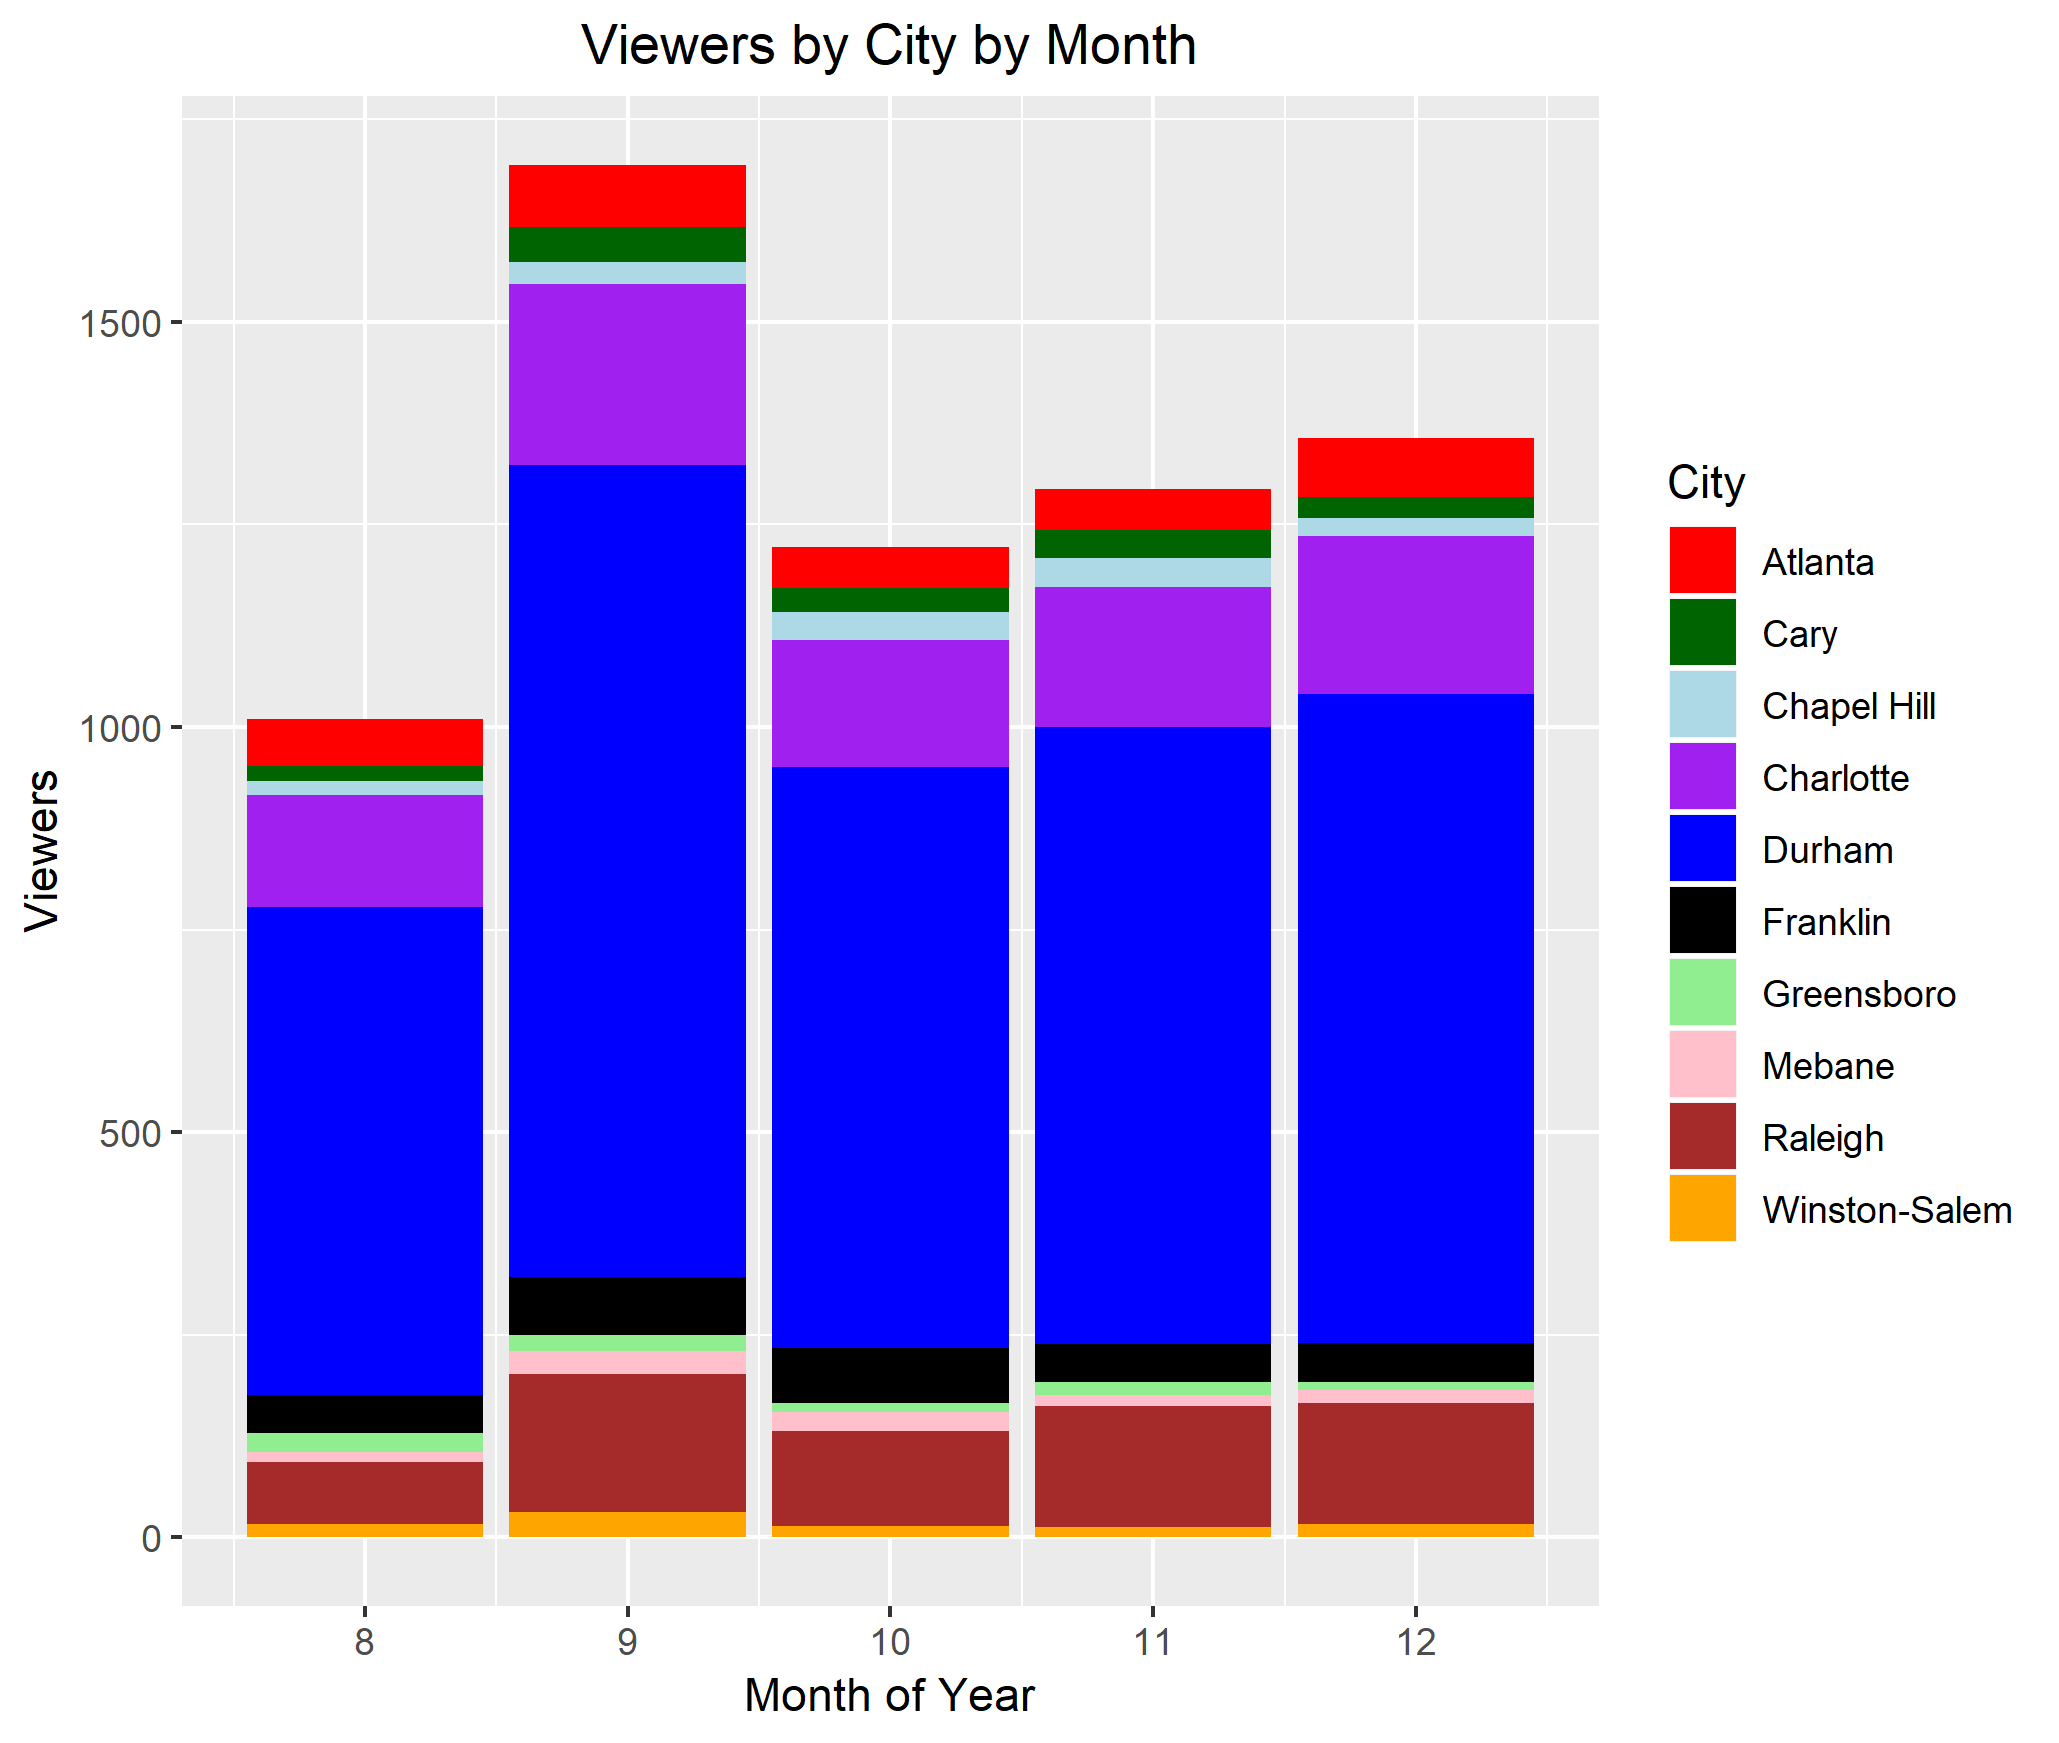 Viewers by City by Month
Viewers
1500
1000
500
0
8 9 10 11 12
Month of Year
City
Atlanta
Cary
Chapel Hill
Charlotte
Durham
Franklin
Greensboro
Mebane
Raleigh
Winston-Salem